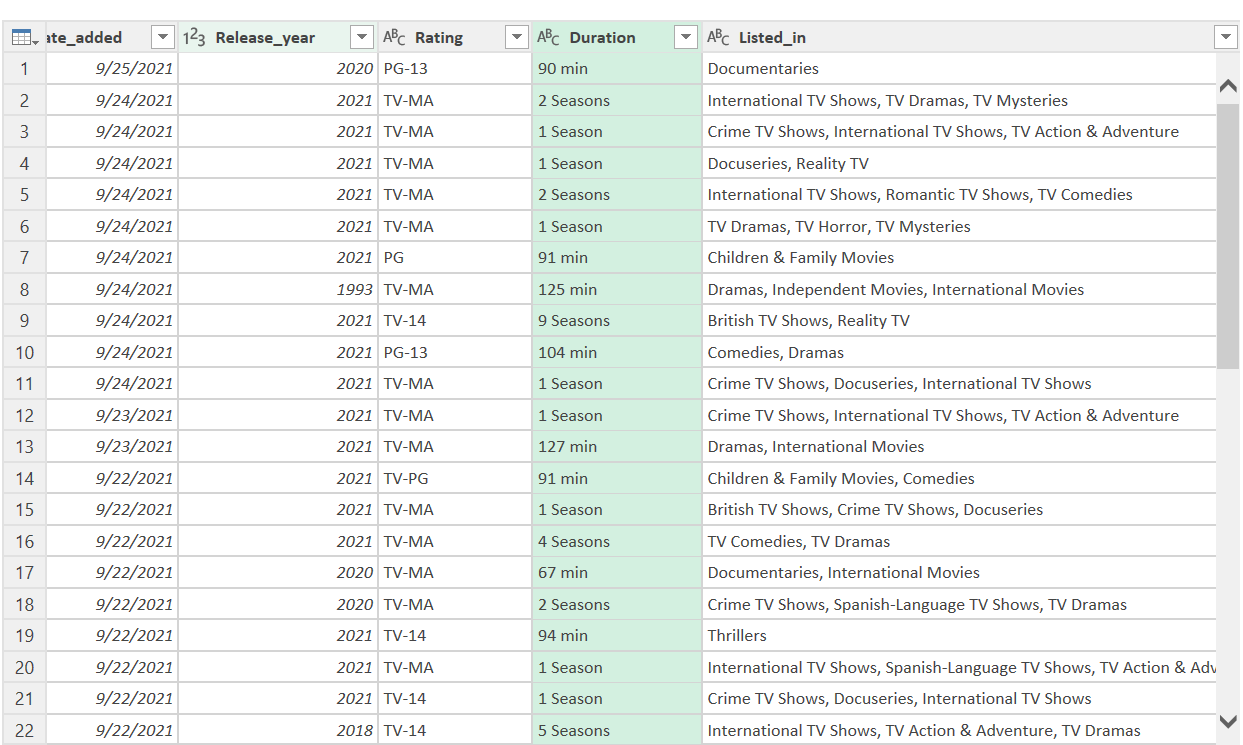 ate_added 123 Release_year ABC Rating ABC Duration ABC Listed_in
1 9/25/2021 2020 PG-13 90 min Documentaries
2 9/24/2021 2021 TV-MA 2 Seasons International TV Shows, TV Dramas, TV Mysteries
3 9/24/2021 2021 TV-MA 1 Season Crime TV Shows, International TV Shows, TV Action & Adventure
4 9/24/2021 2021 TV-MA 1 Season Docuseries, Reality TV
5 9/24/2021 2021 TV-MA 2 Seasons International TV Shows, Romantic TV Shows, TV Comedies
6 9/24/2021 2021 TV-MA 1 Season TV Dramas, TV Horror, TV Mysteries
7 9/24/2021 2021 PG 91 min Children & Family Movies
8 9/24/2021 1993 TV-MA 125 min Dramas, Independent Movies, International Movies
9 9/24/2021 2021 TV-14 9 Seasons British TV Shows, Reality TV
10 9/24/2021 2021 PG-13 104 min Comedies, Dramas
11 9/24/2021 2021 TV-MA 1 Season Crime TV Shows, Docuseries, International TV Shows
12 9/23/2021 2021 TV-MA 1 Season Crime TV Shows, International TV Shows, TV Action & Adventure
13 9/23/2021 2021 TV-MA 127 min Dramas, International Movies
14 9/22/2021 2021 TV-PG 91 min Children & Family Movies, Comedies
15 9/22/2021 2021 TV-MA 1 Season British TV Shows, Crime TV Shows, Docuseries
16 9/22/2021 2021 TV-MA 4 Seasons TV Comedies, TV Dramas
17 9/22/2021 2020 TV-MA 67 min Documentaries, International Movies
18 9/22/2021 2020 TV-MA 2 Seasons Crime TV Shows, Spanish-Language TV Shows, TV Dramas
19 9/22/2021 2021 TV-14 94 min Thrillers
20 9/22/2021 2021 TV-MA 1 Season International TV Shows, Spanish-Language TV Shows, TV Action & Adv
21 9/22/2021 2021 TV-14 1 Season Crime TV Shows, Docuseries, International TV Shows
22 9/22/2021 2018 TV-14 5 Seasons International TV Shows, TV Action & Adventure, TV Dramas